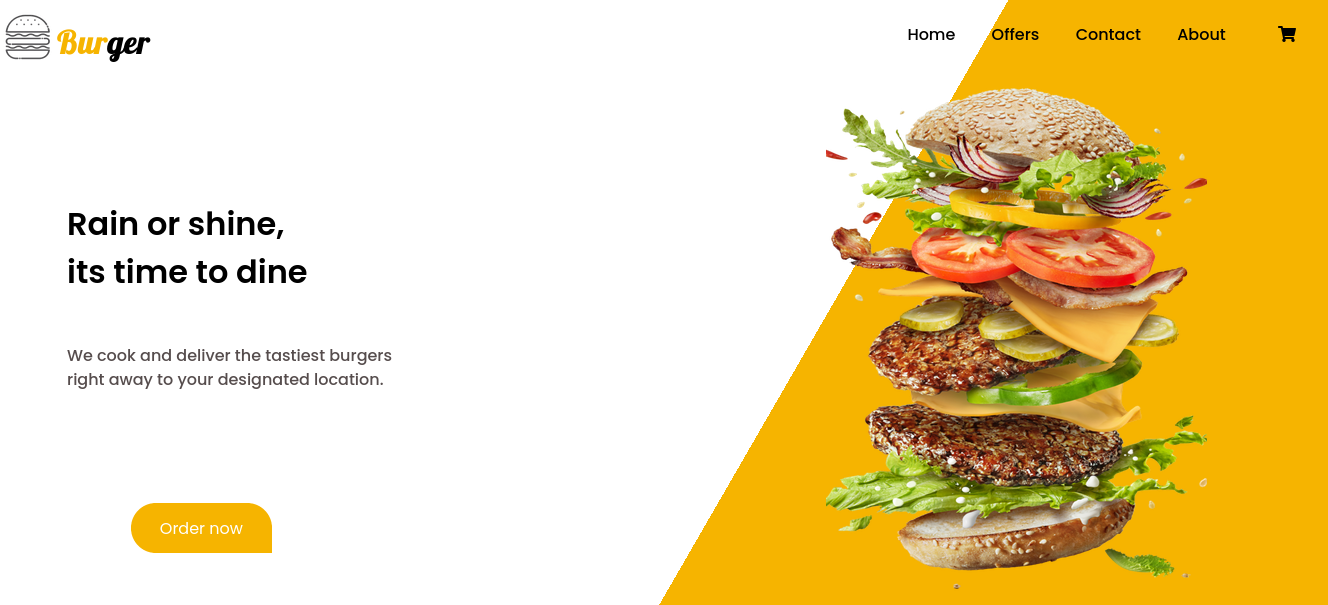 Burger
Home Offers Contact About
Rain or shine,
its time to dine
We cook and deliver the tastiest burgers
right away to your designated location.
Order now